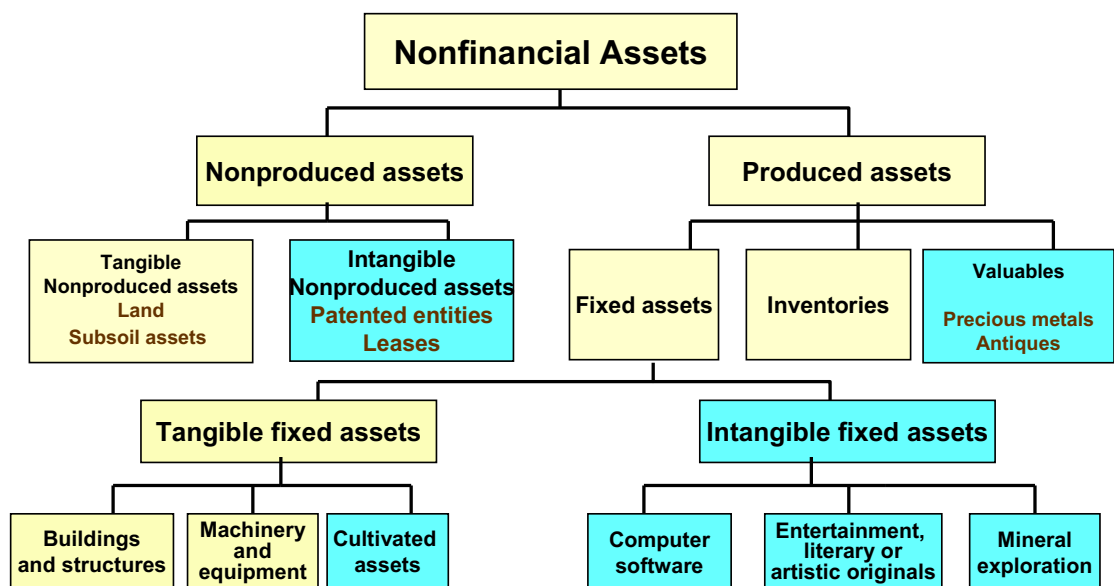 Nonfinancial Assets
Nonproduced assets
Produced assets
Tangible
Nonproduced assets
Land
Subsoil assets
Intangible
Nonproduced assets
Patented entities
Leases
Fixed assets
Inventories
Valuables
Precious metals
Antiques
Tangible fixed assets
Intangible fixed assets
Buildings
and structures
Machinery
and
equipment
Cultivated
assets
Computer
software
Entertainment,
literary or
artistic originals
Mineral
exploration